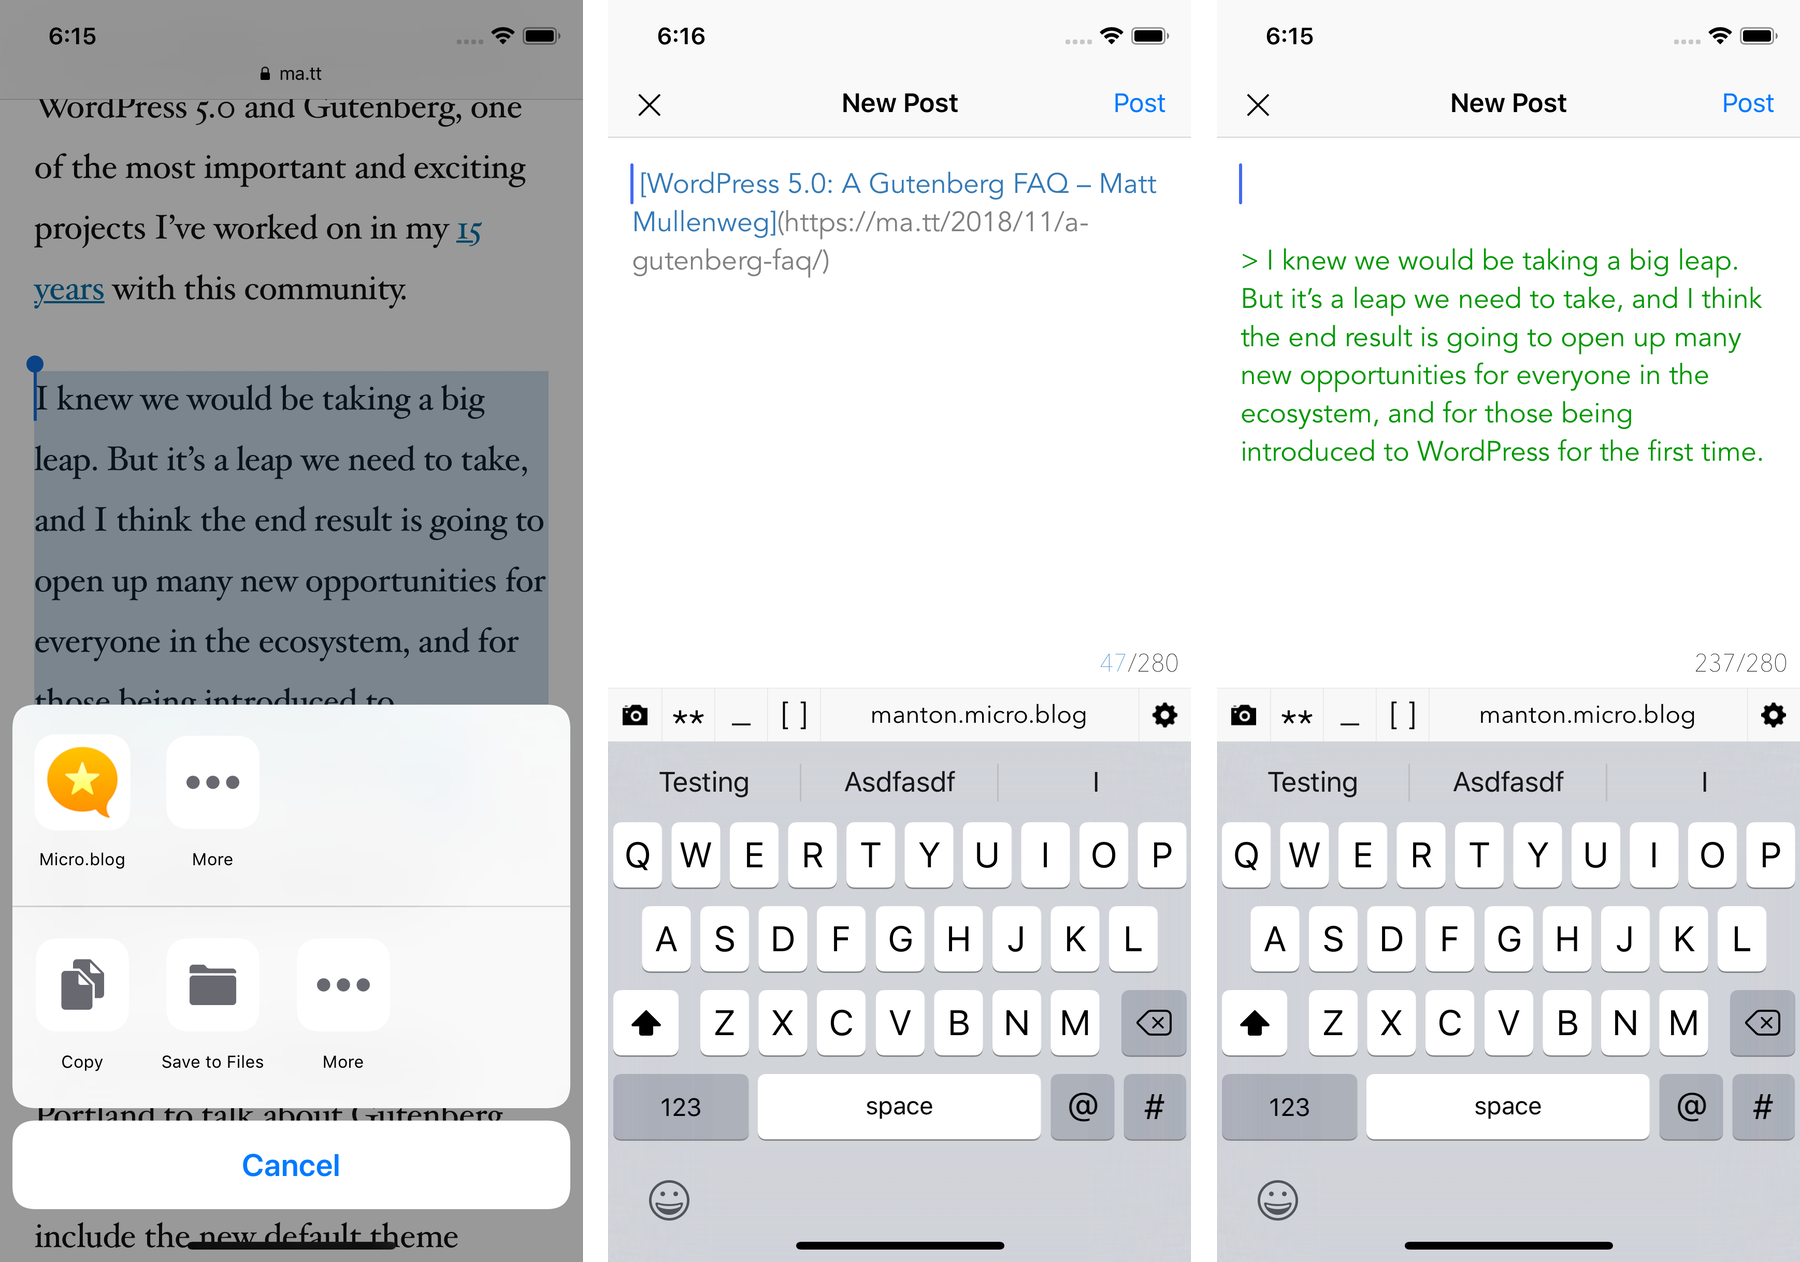 6:15
ma.tt
WordPress 5.0 and Gutenberg, one
of the most important and exciting
projects I’ve worked on in my 15
years with this community.
I knew we would be taking a big
leap. But it’s a leap we need to take,
and I think the end result is going to
open up many new opportunities for
everyone in the ecosystem, and for
those being introduced to
Micro.blog
More
Copy
Save to Files
More
Portland to talk about Gutenberg
Cancel
include the new default theme
6:16
New Post
Post
[WordPress 5.0: A Gutenberg FAQ – Matt
Mullenweg](https://ma.tt/2018/11/a-
gutenberg-faq/)
47/280
** _ [ ] manton.micro.blog
Testing Asdfasdf I
Q W E R T Y U I O P
A S D F G H J K L
Z X C V B N M
123 space @ #
6:15
New Post
Post
> I knew we would be taking a big leap.
But it’s a leap we need to take, and I think
the end result is going to open up many
new opportunities for everyone in the
ecosystem, and for those being
introduced to WordPress for the first time.
237/280
** _ [ ] manton.micro.blog
Testing Asdfasdf I
Q W E R T Y U I O P
A S D F G H J K L
Z X C V B N M
123 space @ #